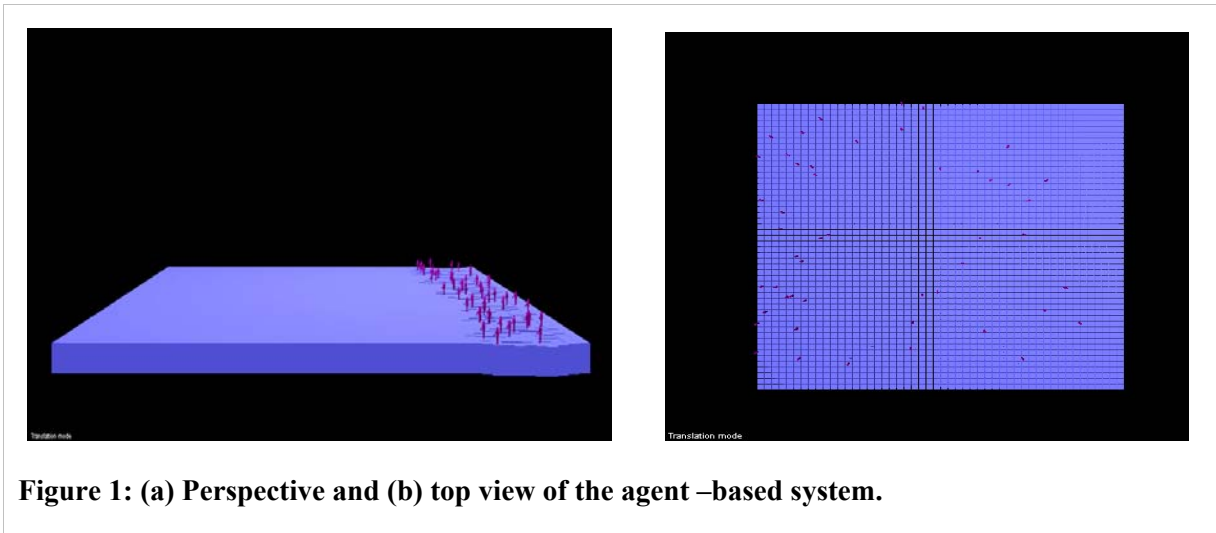 Translation mode
Translation mode
Figure 1: (a) Perspective and (b) top view of the agent –based system.